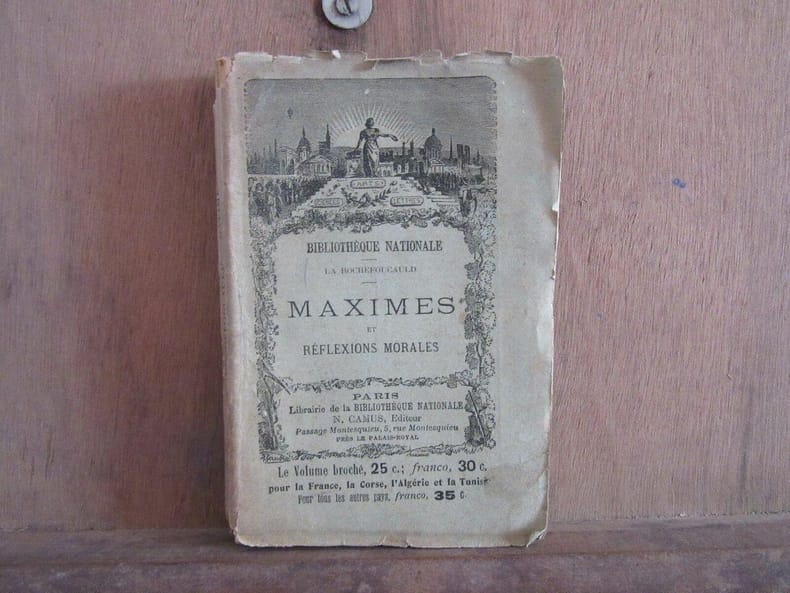 ARTS
SCIENCES
LETTRES
BIBLIOTHÈQUE NATIONALE
LA ROCHEFOUCAULD
MAXIMES
ET
RÉFLEXIONS MORALES
PARIS
Librairie de la BIBLIOTHÈQUE NATIONALE
N. CAMUS, Editeur
Passage Montesquieu, 5, rue Montesquieu
PRÈS LE PALAIS-ROYAL
Le Volume broché, 25 c.; franco, 30 c.
pour la France, la Corse, l'Algérie et la Tunisie
Pour tous les autres pays, franco, 35 c.